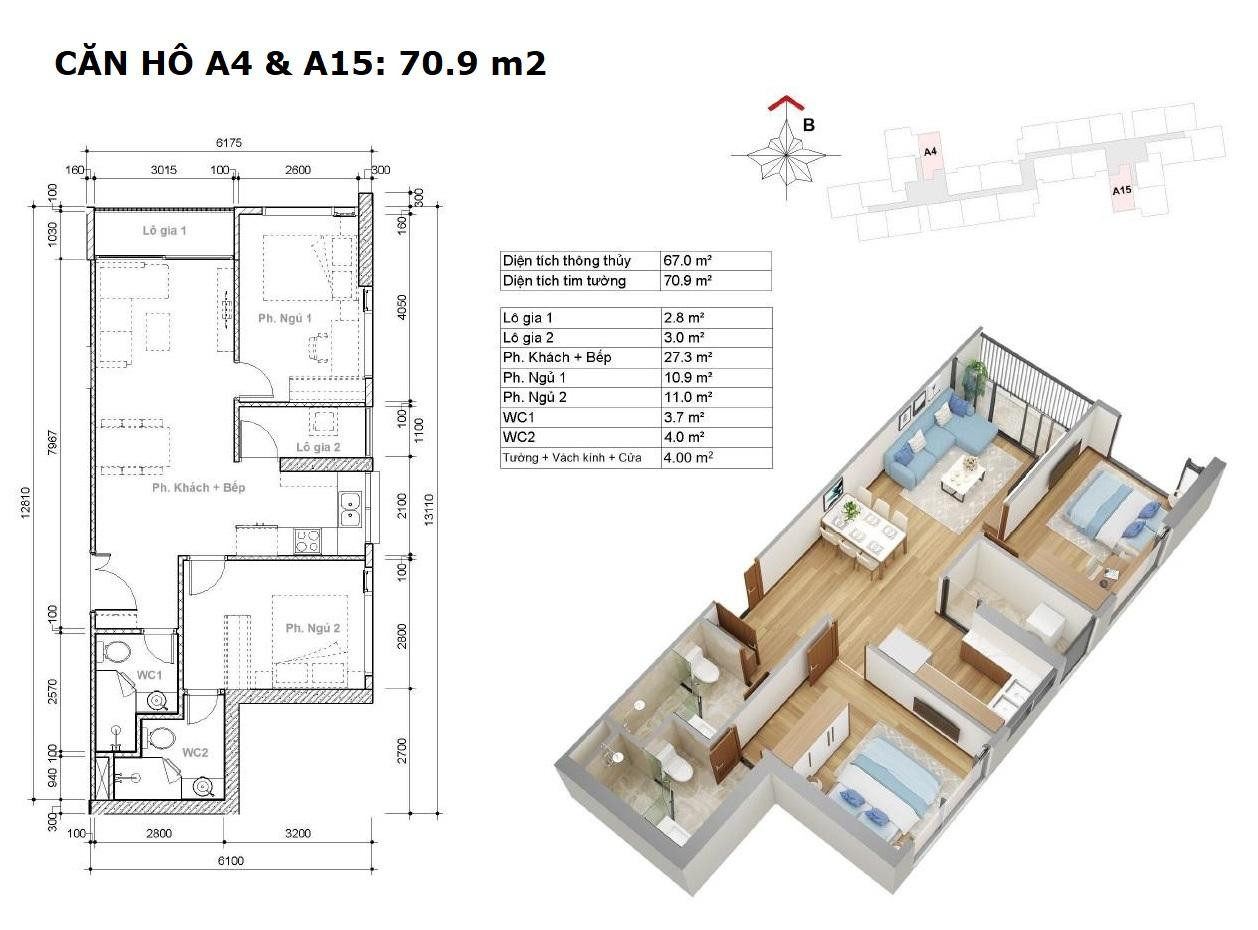 CĂN HÔ A4 & A15: 70.9 m2
B
A4
A15
6175
160 3015 100 2600 300
100
1030
7967
12810
100
2570
100
940
300
300
160
4050
100
1100
2100
13110
100
2800
2700
Lô gia 1
Ph. Ngủ 1
Lô gia 2
Ph. Khách + Bếp
Ph. Ngủ 2
WC1
WC2
100 2800 3200
6100
Diện tích thông thủy 67.0 m²
Diện tích tim tường 70.9 m²
Lô gia 1 2.8 m²
Lô gia 2 3.0 m²
Ph. Khách + Bếp 27.3 m²
Ph. Ngủ 1 10.9 m²
Ph. Ngủ 2 11.0 m²
WC1 3.7 m²
WC2 4.0 m²
Tường + Vách kính + Cửa 4.00 m²